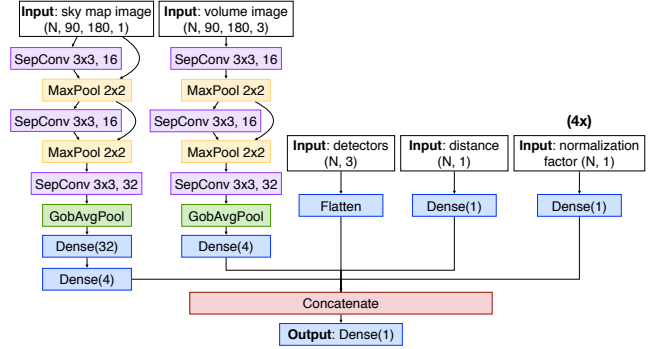 Input: sky map image
(N, 90, 180, 1)
SepConv 3x3, 16
MaxPool 2x2
SepConv 3x3, 16
MaxPool 2x2
SepConv 3x3, 32
GobAvgPool
Dense(32)
Dense(4)
Input: volume image
(N, 90, 180, 3)
SepConv 3x3, 16
MaxPool 2x2
SepConv 3x3, 16
MaxPool 2x2
SepConv 3x3, 32
GobAvgPool
Dense(4)
Input: detectors
(N, 3)
Flatten
Input: distance
(N, 1)
Dense(1)
(4x)
Input: normalization
factor (N, 1)
Dense(1)
Concatenate
Output: Dense(1)